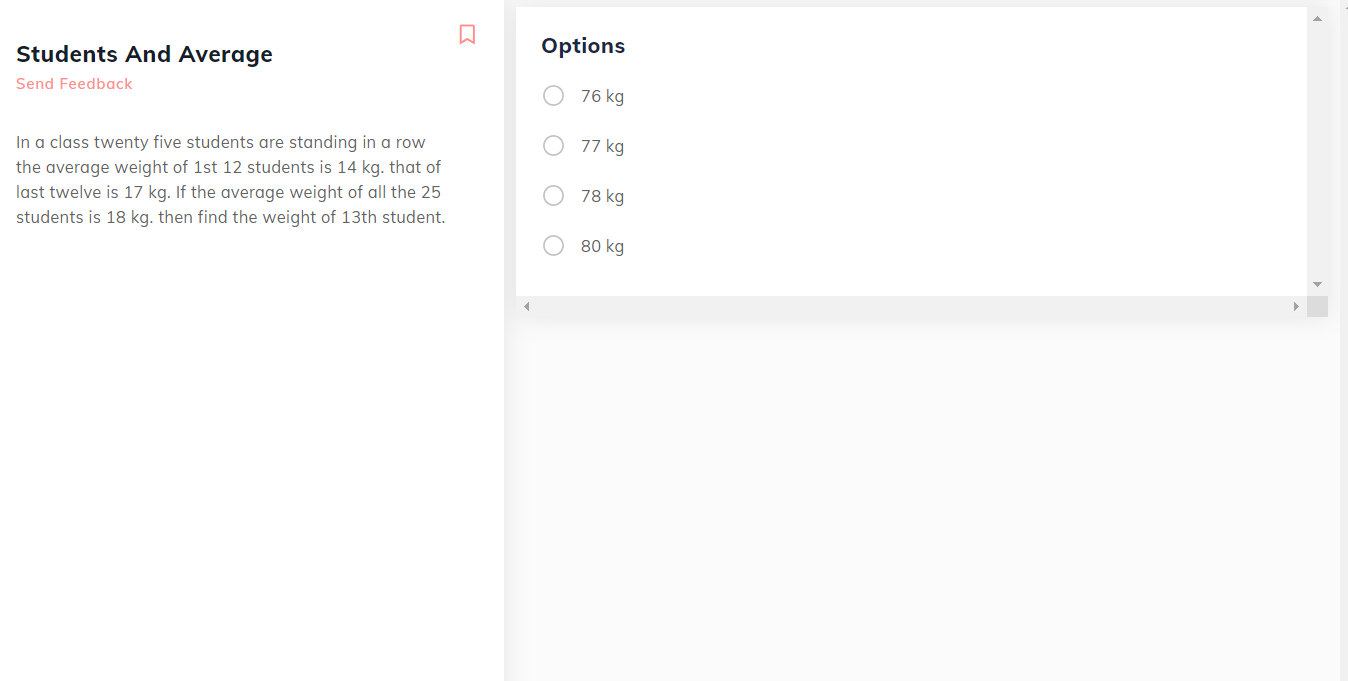 Students And Average
Send Feedback
In a class twenty five students are standing in a row
the average weight of 1st 12 students is 14 kg. that of
last twelve is 17 kg. If the average weight of all the 25
students is 18 kg. then find the weight of 13th student.
Options
76 kg
77 kg
78 kg
80 kg